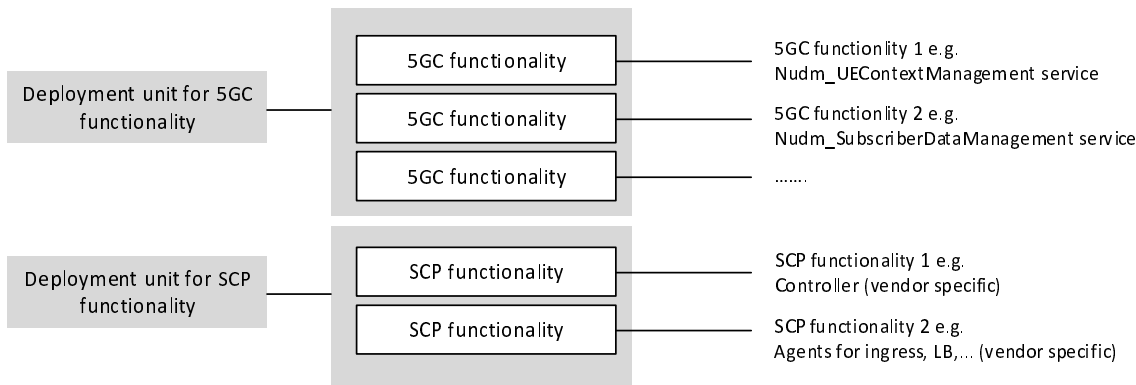 Deployment unit for 5GC
functionality
5GC functionality
5GC functionality
5GC functionality
5GC functionlity 1 e.g.
Nudm_UEContextManagement service
5GC functionality 2 e.g.
Nudm_SubscriberDataManagement service
.......
Deployment unit for SCP
functionality
SCP functionality
SCP functionality
SCP functionality 1 e.g.
Controller (vendor specific)
SCP functionality 2 e.g.
Agents for ingress, LB,... (vendor specific)